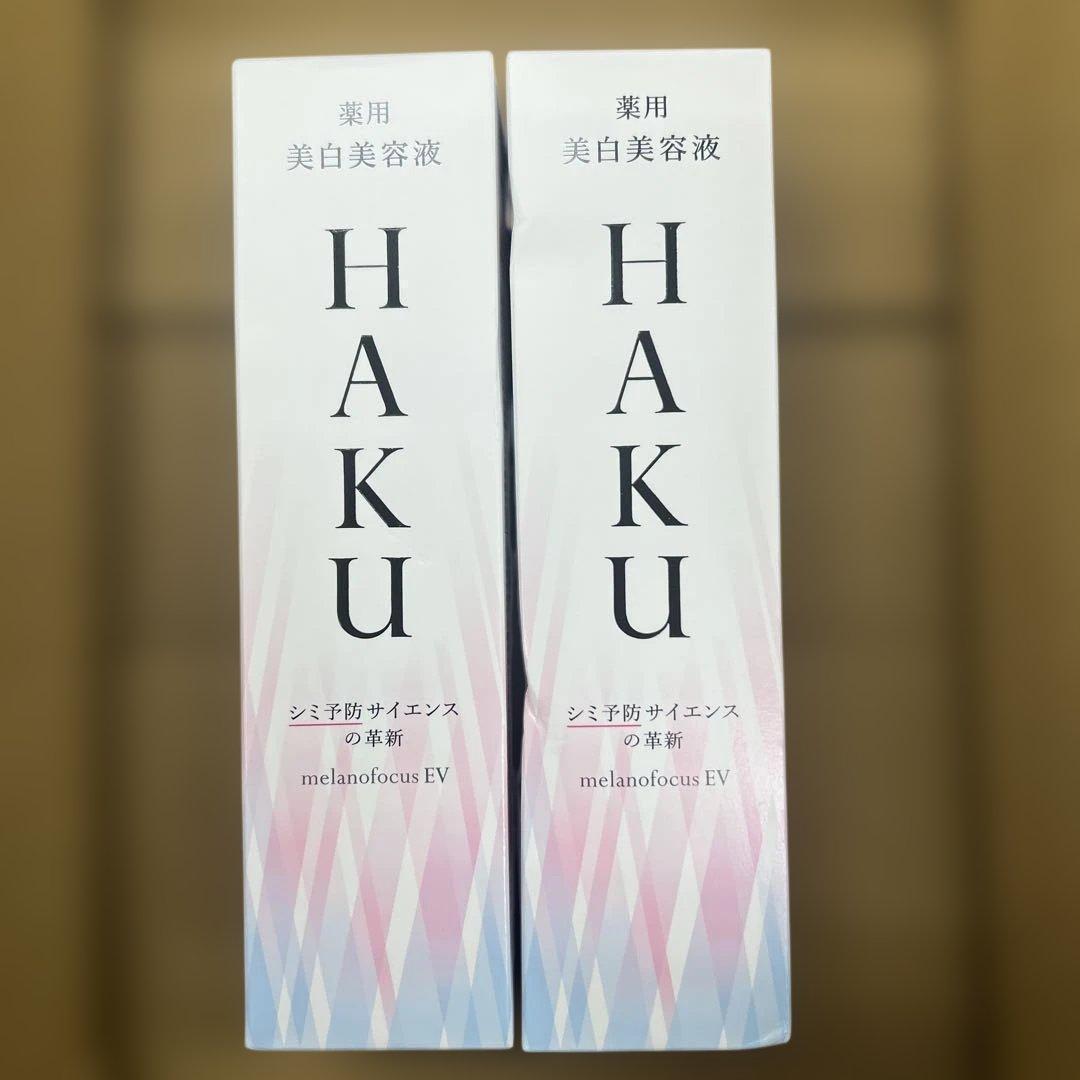 薬用
美白美容液
HAKU
シミ予防サイエンス
の革新
melanofocus EV
薬用
美白美容液
HAKU
シミ予防サイエンス
の革新
melanofocus EV